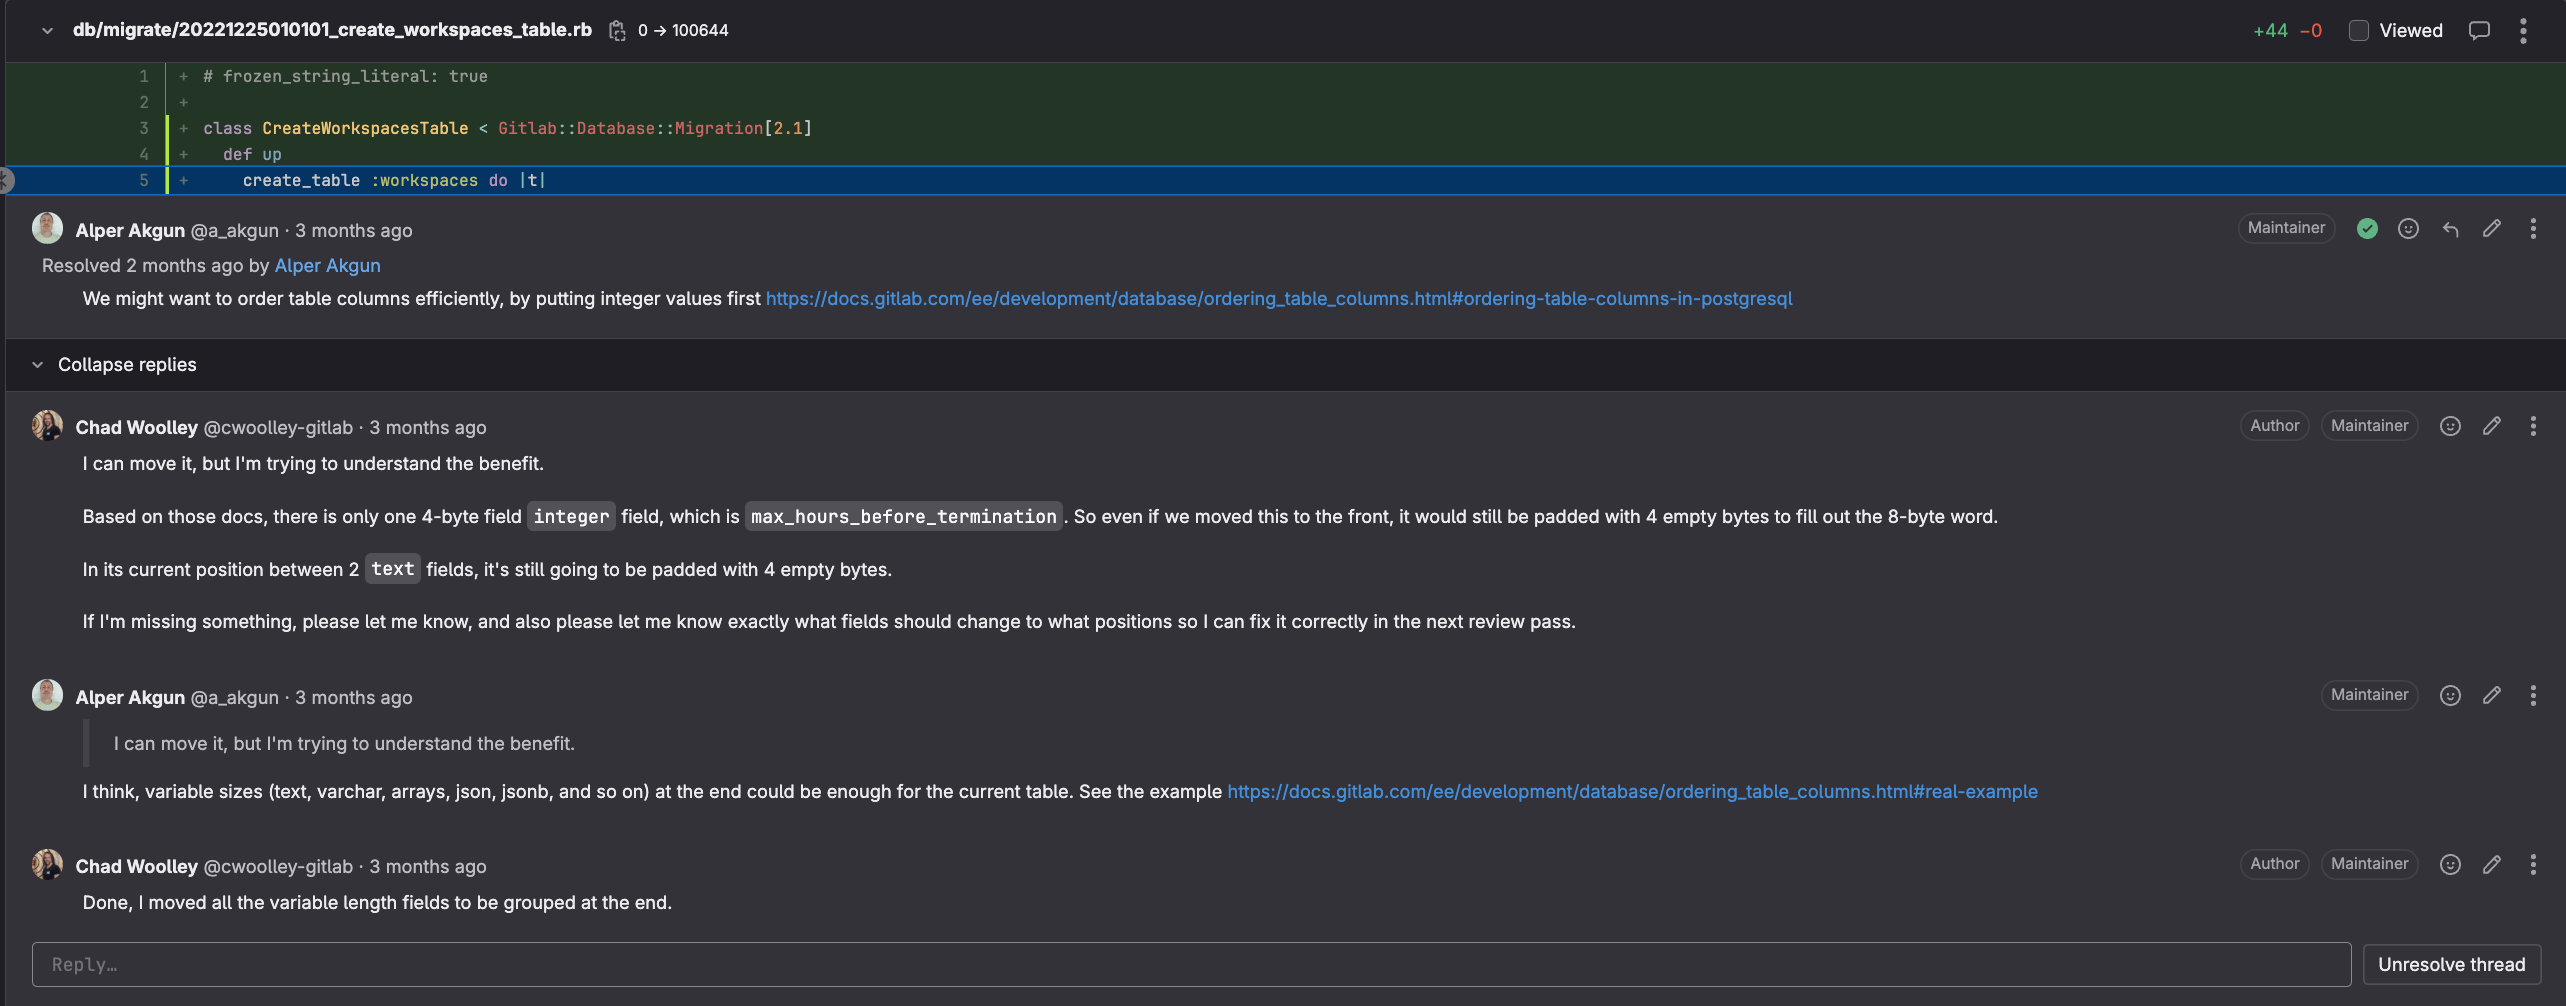 db/migrate/20221225010101_create_workspaces_table.rb 0 → 100644 +44 −0 Viewed
1 + # frozen_string_literal: true
2 +
3 + class CreateWorkspacesTable < Gitlab::Database::Migration[2.1]
4 + def up
5 + create_table :workspaces do |t|
Alper Akgun @a_akgun · 3 months ago Maintainer
Resolved 2 months ago by Alper Akgun
We might want to order table columns efficiently, by putting integer values first https://docs.gitlab.com/ee/development/database/ordering_table_columns.html#ordering-table-columns-in-postgresql
Collapse replies
Chad Woolley @cwoolley-gitlab · 3 months ago Author Maintainer
I can move it, but I'm trying to understand the benefit.
Based on those docs, there is only one 4-byte field integer field, which is max_hours_before_termination. So even if we moved this to the front, it would still be padded with 4 empty bytes to fill out the 8-byte word.
In its current position between 2 text fields, it's still going to be padded with 4 empty bytes.
If I'm missing something, please let me know, and also please let me know exactly what fields should change to what positions so I can fix it correctly in the next review pass.
Alper Akgun @a_akgun · 3 months ago Maintainer
I can move it, but I'm trying to understand the benefit.
I think, variable sizes (text, varchar, arrays, json, jsonb, and so on) at the end could be enough for the current table. See the example https://docs.gitlab.com/ee/development/database/ordering_table_columns.html#real-example
Chad Woolley @cwoolley-gitlab · 3 months ago Author Maintainer
Done, I moved all the variable length fields to be grouped at the end.
Reply… Unresolve thread